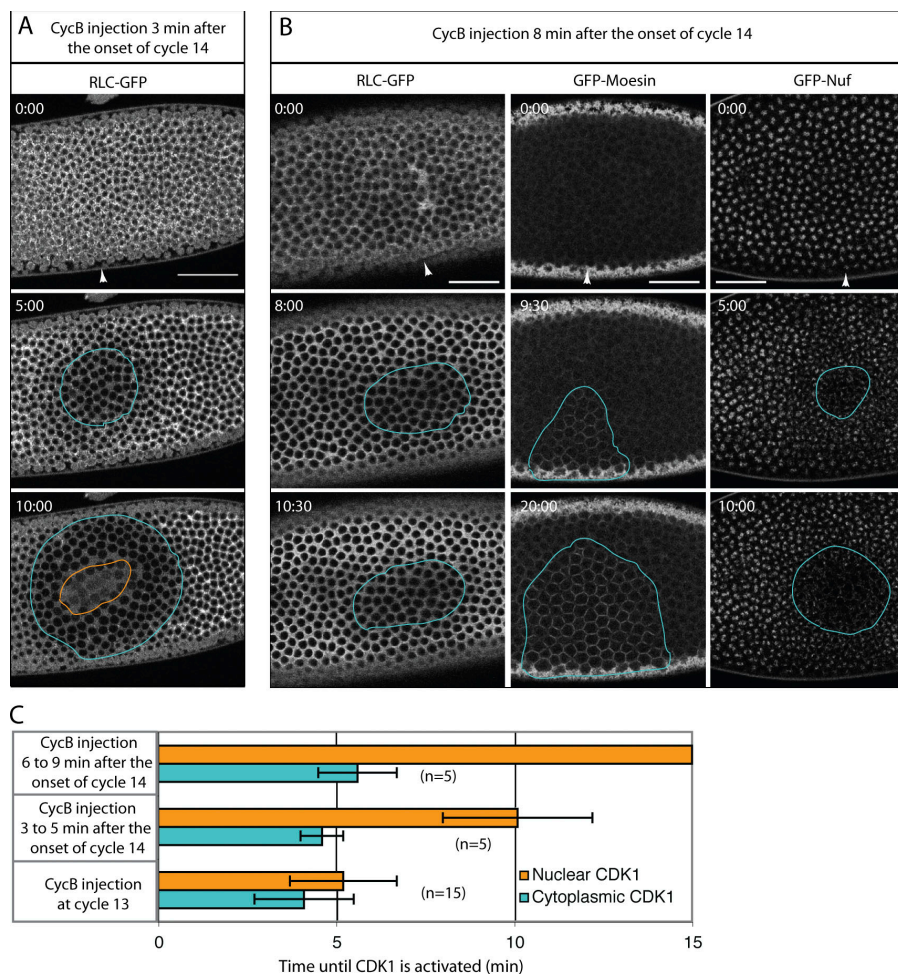 A
CycB injection 3 min after
the onset of cycle 14
RLC-GFP
0:00
5:00
10:00
B
CycB injection 8 min after the onset of cycle 14
RLC-GFP
GFP-Moesin
GFP-Nuf
0:00
0:00
0:00
8:00
9:30
5:00
10:30
20:00
10:00
C
CycB injection
6 to 9 min after the
onset of cycle 14
(n=5)
CycB injection
3 to 5 min after the
onset of cycle 14
(n=5)
CycB injection
at cycle 13
(n=15)
Nuclear CDK1
Cytoplasmic CDK1
0 5 10 15
Time until CDK1 is activated (min)